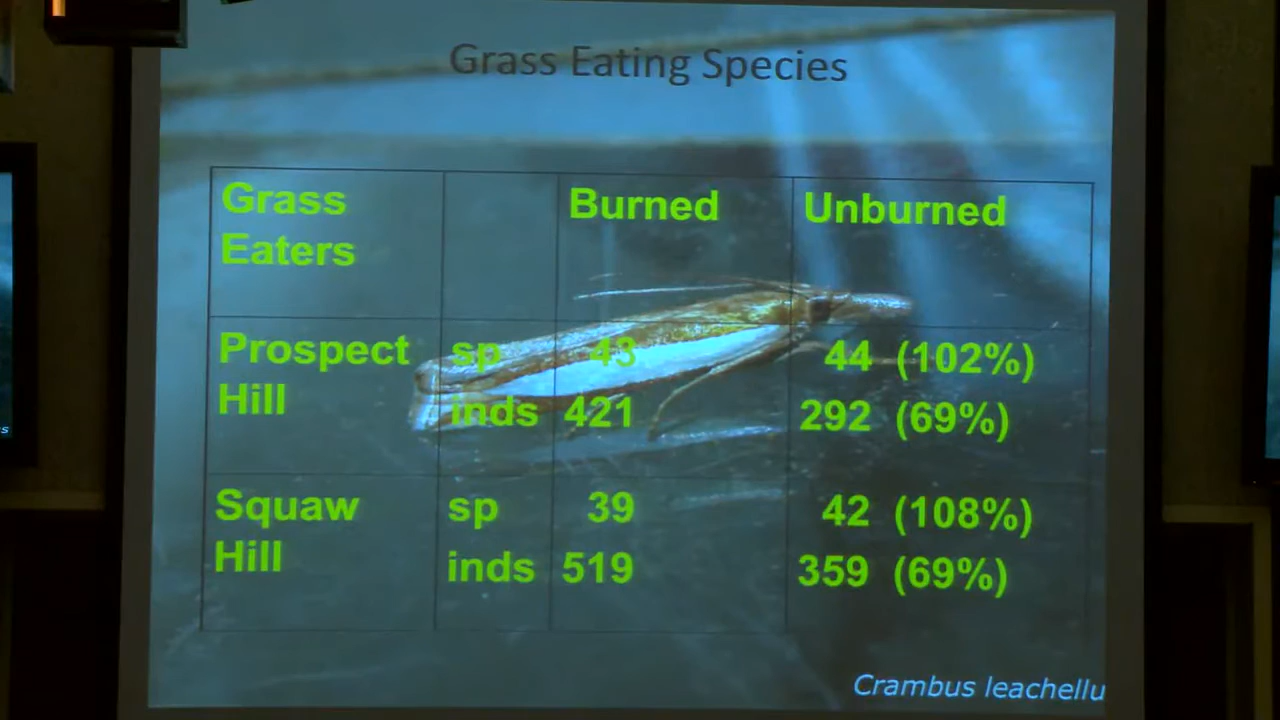 Grass Eating Species
Grass Eaters Burned Unburned
Prospect Hill sp 43 44 (102%)
inds 421 292 (69%)
Squaw Hill sp 39 42 (108%)
inds 519 359 (69%)
Crambus leachellu